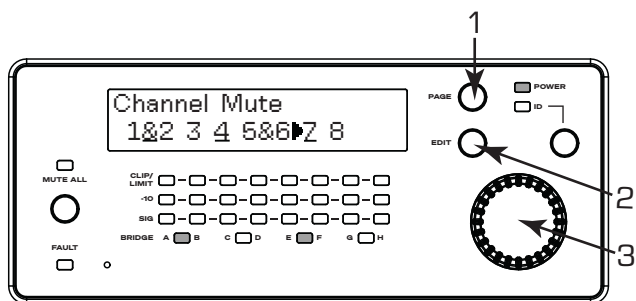 1
PAGE
POWER
ID
Channel Mute
1&2 3 4 5&6▶7 8
EDIT
2
CLIP/
LIMIT
MUTE ALL
-10
SIG
3
BRIDGE A B C D E F G H
FAULT